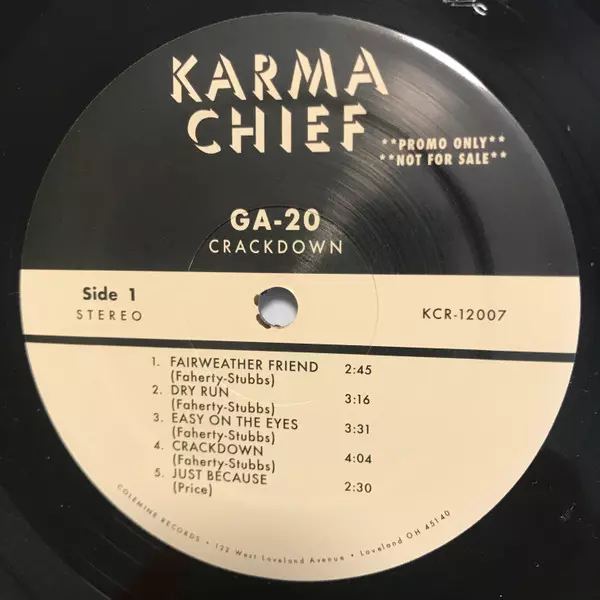 KARMA
CHIEF
**PROMO ONLY**
**NOT FOR SALE**
GA-20
CRACKDOWN
Side 1
STEREO
KCR-12007
1. FAIRWEATHER FRIEND 2:45
(Faherty-Stubbs)
2. DRY RUN 3:16
(Faherty-Stubbs)
3. EASY ON THE EYES 3:31
(Faherty-Stubbs)
4. CRACKDOWN 4:04
(Faherty-Stubbs)
5. JUST BECAUSE 2:30
(Price)
COLEMINE RECORDS • 122 West Loveland Avenue • Loveland OH 45140